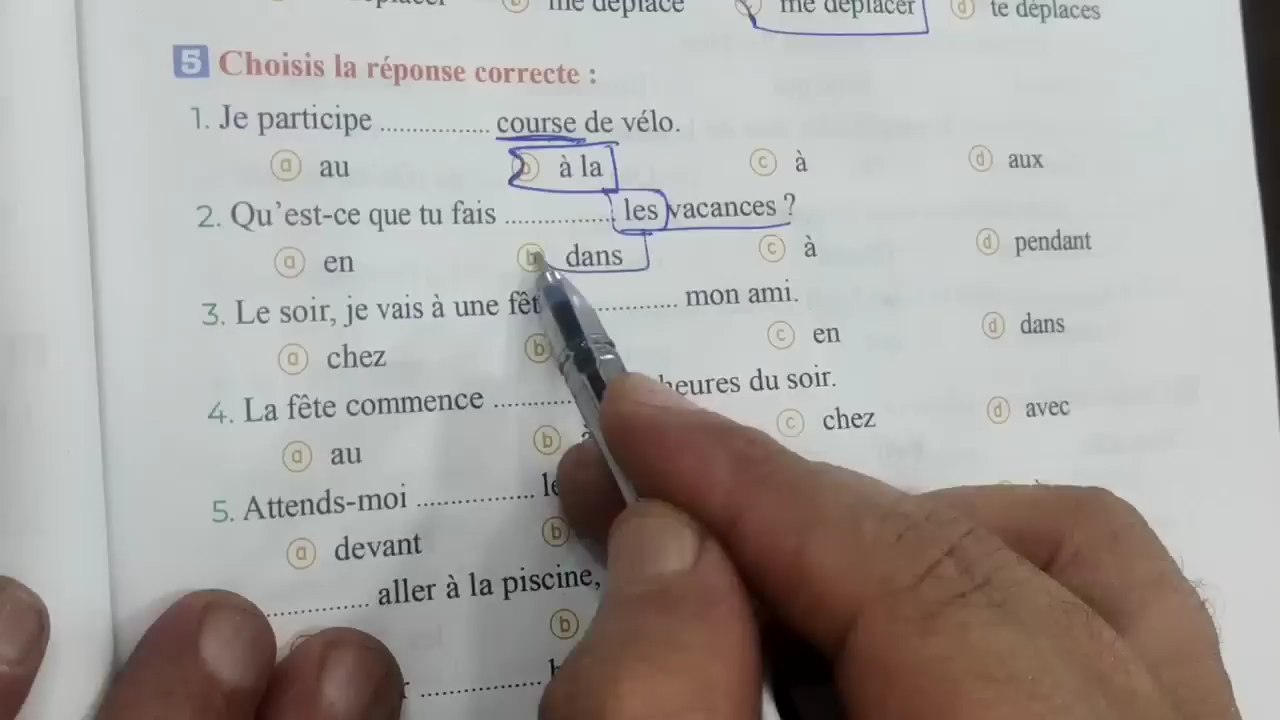 me déplace me déplacer d te déplaces
5 Choisis la réponse correcte :
1. Je participe ................ course de vélo.
a au b à la c à d aux
2. Qu'est-ce que tu fais ................ les vacances ?
a en b dans c à d pendant
3. Le soir, je vais à une fêt ............ mon ami.
a chez b c en d dans
4. La fête commence ............ heures du soir.
a au b c chez d avec
5. Attends-moi ................
a devant b
................ aller à la piscine,
b